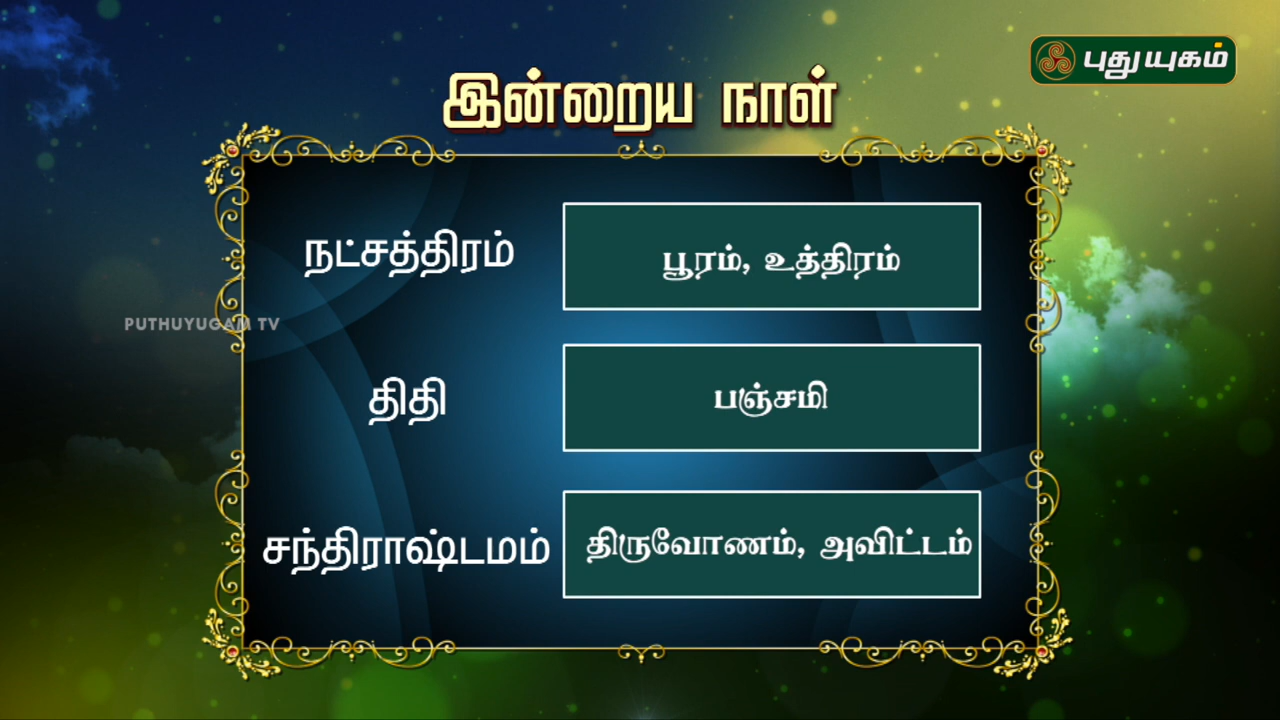 புதுயுகம்
இன்றைய நாள்
நட்சத்திரம்
பூரம், உத்திரம்
PUTHUYUGAM TV
திதி
பஞ்சமி
சந்திராஷ்டமம்
திருவோணம், அவிட்டம்